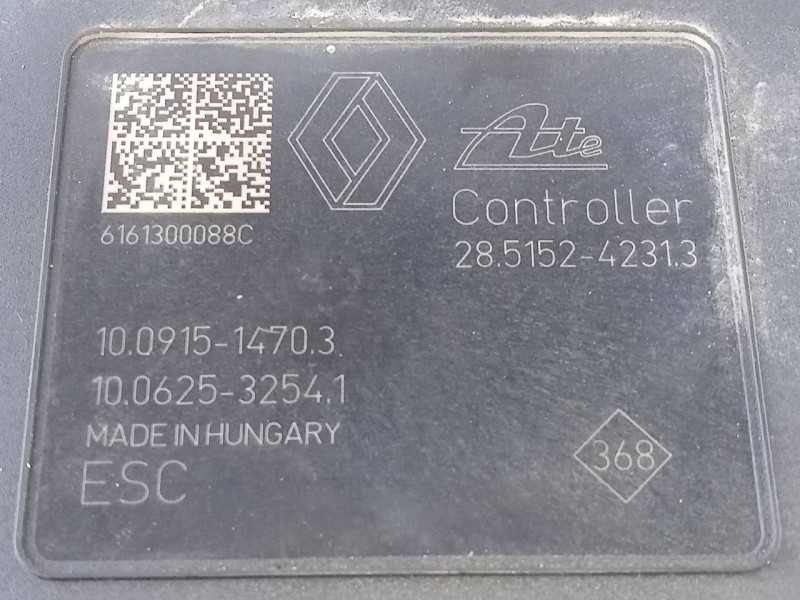 Ate
Controller
28.5152-4231.3
6161300088C
10.0915-1470.3
10.0625-3254.1
MADE IN HUNGARY
ESC
368